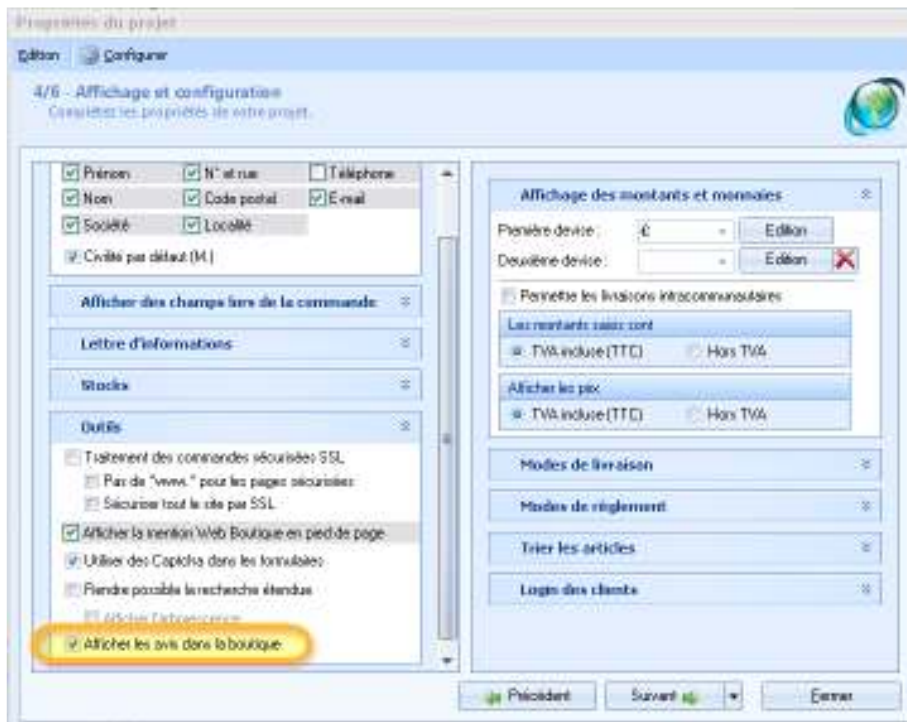 Propriétés du projet
Edition Configurer
4/6 - Affichage et configuration
Complétez les propriétés de votre projet.
Prénom N° et rue Téléphone
Nom Code postal E-mail
Société Localité
Civilité par défaut (M.)
Afficher des champs lors de la commande
Lettre d'informations
Stocks
Outils
Traitement des commandes sécurisées SSL
Pas de "www." pour les pages sécurisées
Sécuriser tout le site par SSL
Afficher la mention Web Boutique en pied de page
Utiliser des Captcha dans les formulaires
Rendre possible la recherche étendue
Afficher l'arborescence
Afficher les avis dans la boutique
Affichage des montants et monnaies
Première devise : € Edition
Deuxième devise : Edition
Permettre les livraisons intracommunautaires
Les montants saisis sont
TVA incluse (TTC) Hors TVA
Afficher les prix
TVA incluse (TTC) Hors TVA
Modes de livraison
Modes de règlement
Trier les articles
Login des clients
Précédent Suivant Fermer